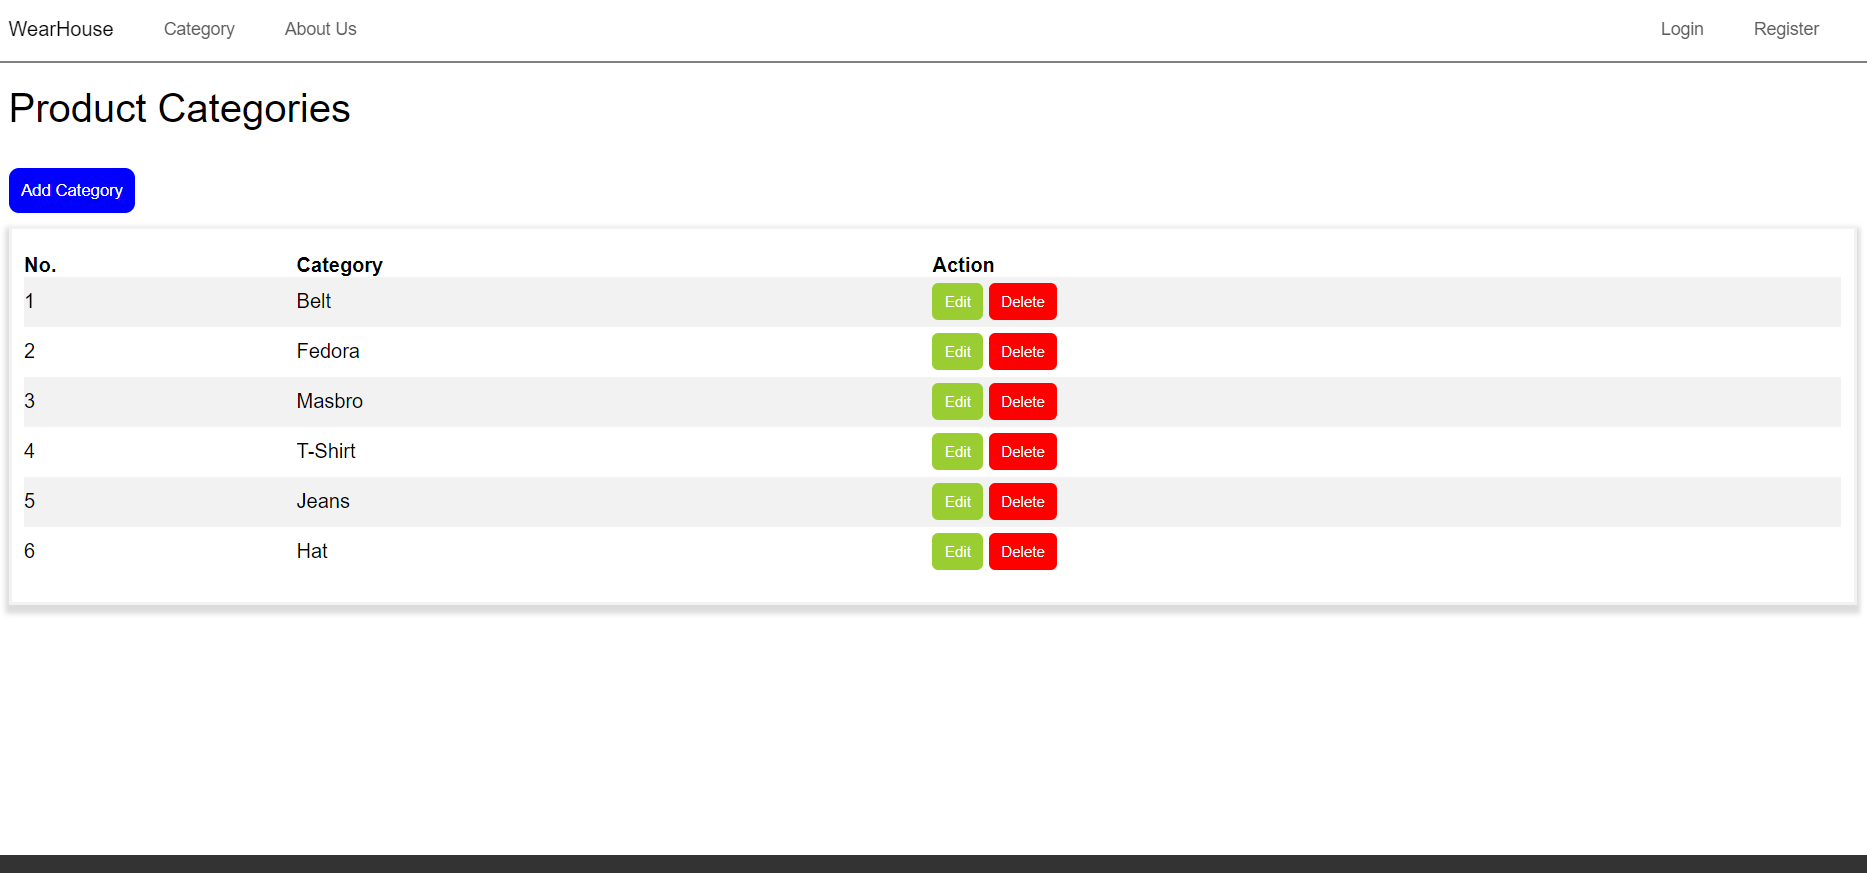 WearHouse Category About Us Login Register
Product Categories
Add Category
No. Category Action
1 Belt Edit Delete
2 Fedora Edit Delete
3 Masbro Edit Delete
4 T-Shirt Edit Delete
5 Jeans Edit Delete
6 Hat Edit Delete